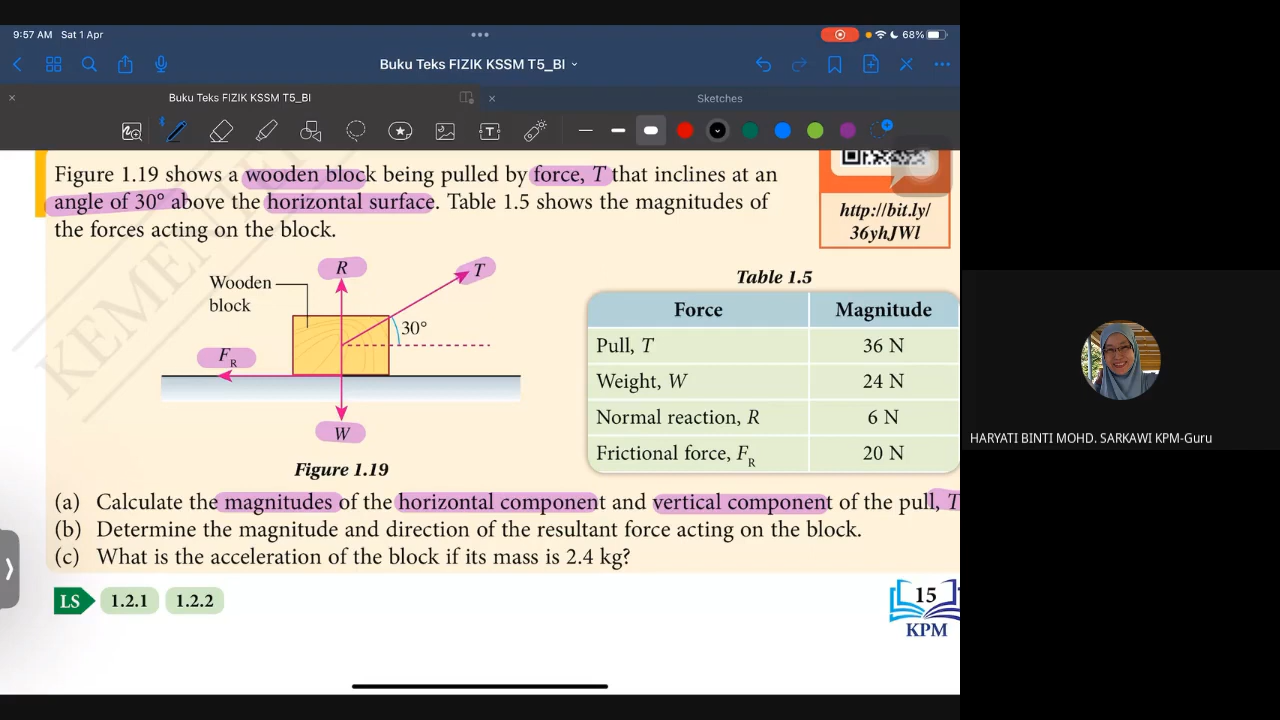 9:57 AM Sat 1 Apr
68%
Buku Teks FIZIK KSSM T5_BI
Buku Teks FIZIK KSSM T5_BI
Sketches
Figure 1.19 shows a wooden block being pulled by force, T that inclines at an
angle of 30° above the horizontal surface. Table 1.5 shows the magnitudes of
the forces acting on the block.
http://bit.ly/
36yhJWl
R
T
Wooden
block
30°
FR
W
Figure 1.19
Table 1.5
Force Magnitude
Pull, T 36 N
Weight, W 24 N
Normal reaction, R 6 N
Frictional force, FR 20 N
(a) Calculate the magnitudes of the horizontal component and vertical component of the pull, T
(b) Determine the magnitude and direction of the resultant force acting on the block.
(c) What is the acceleration of the block if its mass is 2.4 kg?
LS 1.2.1 1.2.2
15
KPM
HARYATI BINTI MOHD. SARKAWI KPM-Guru